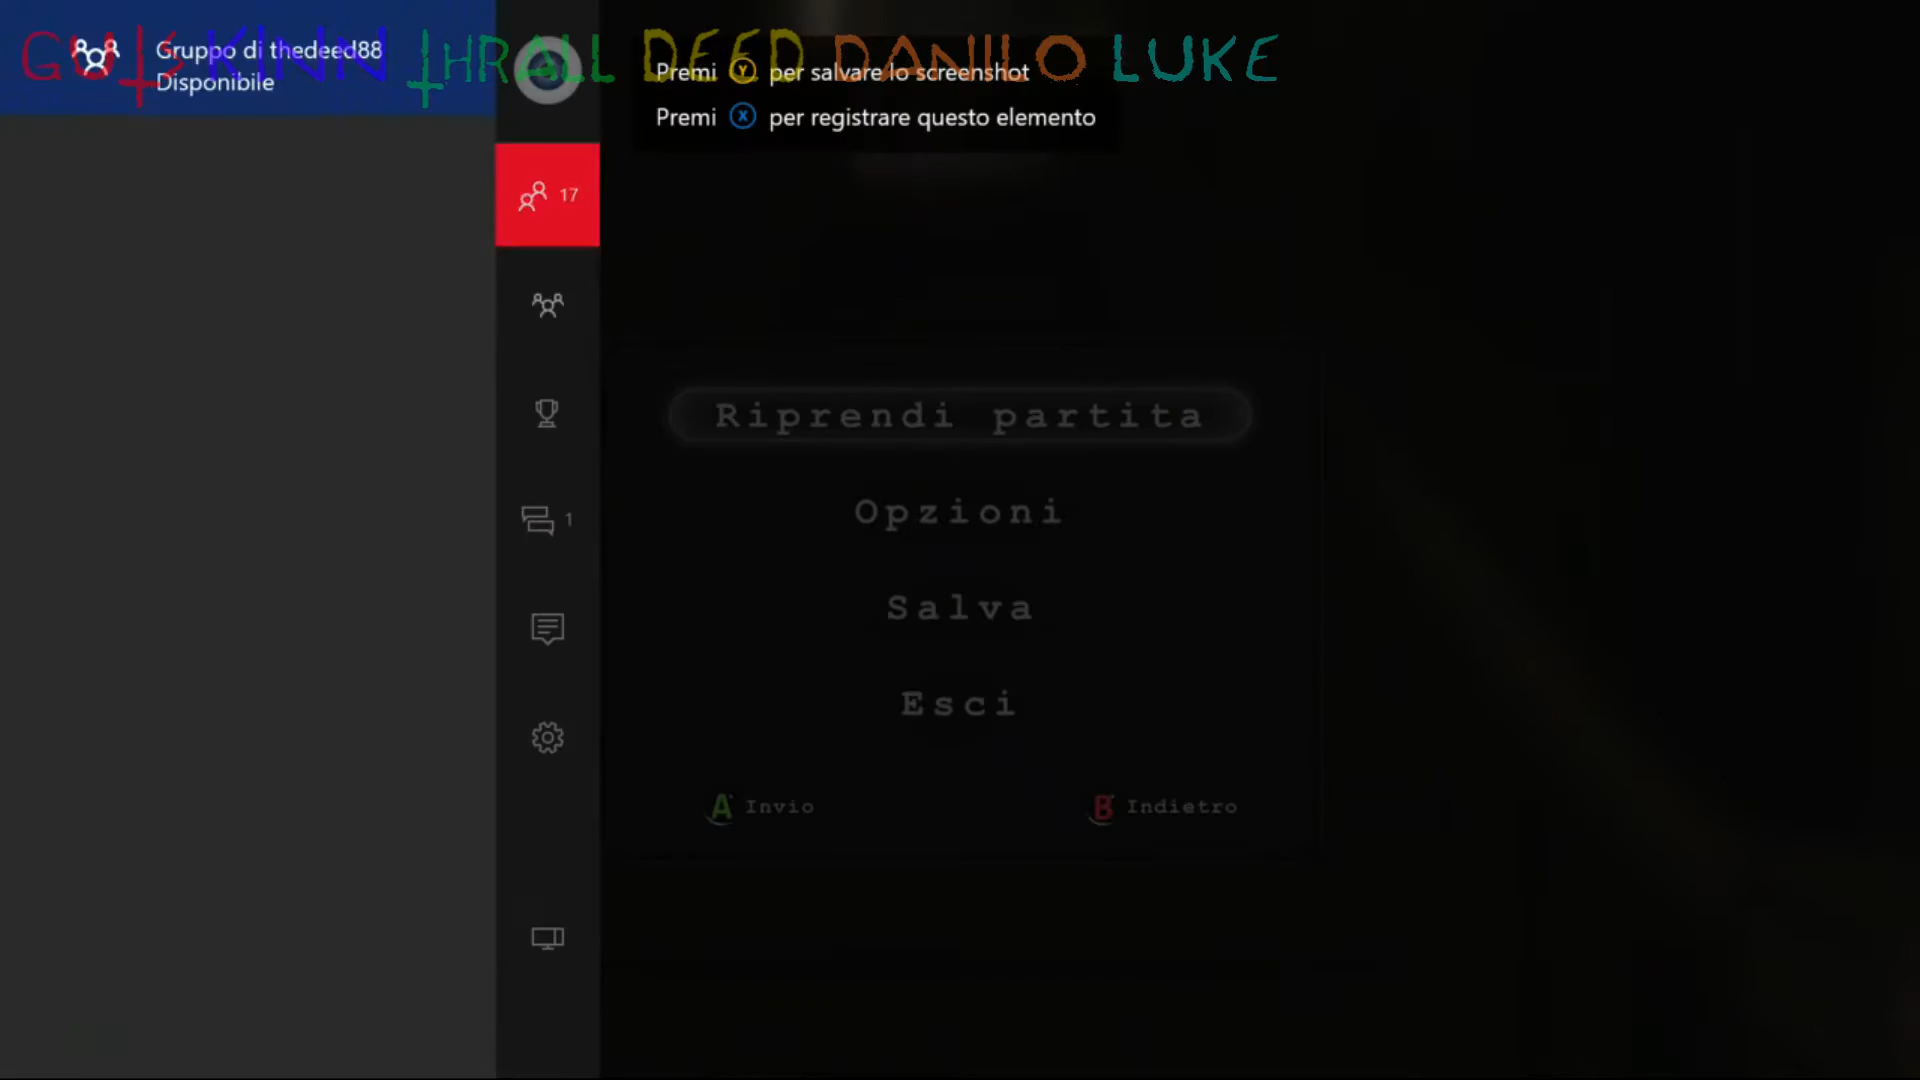 GUtS KINN tHRALL DEED DANILO LUKE
Gruppo di thedeed88
Disponibile
Premi Y per salvare lo screenshot
Premi X per registrare questo elemento
17
1
Riprendi partita
Opzioni
Salva
Esci
A Invio
B Indietro